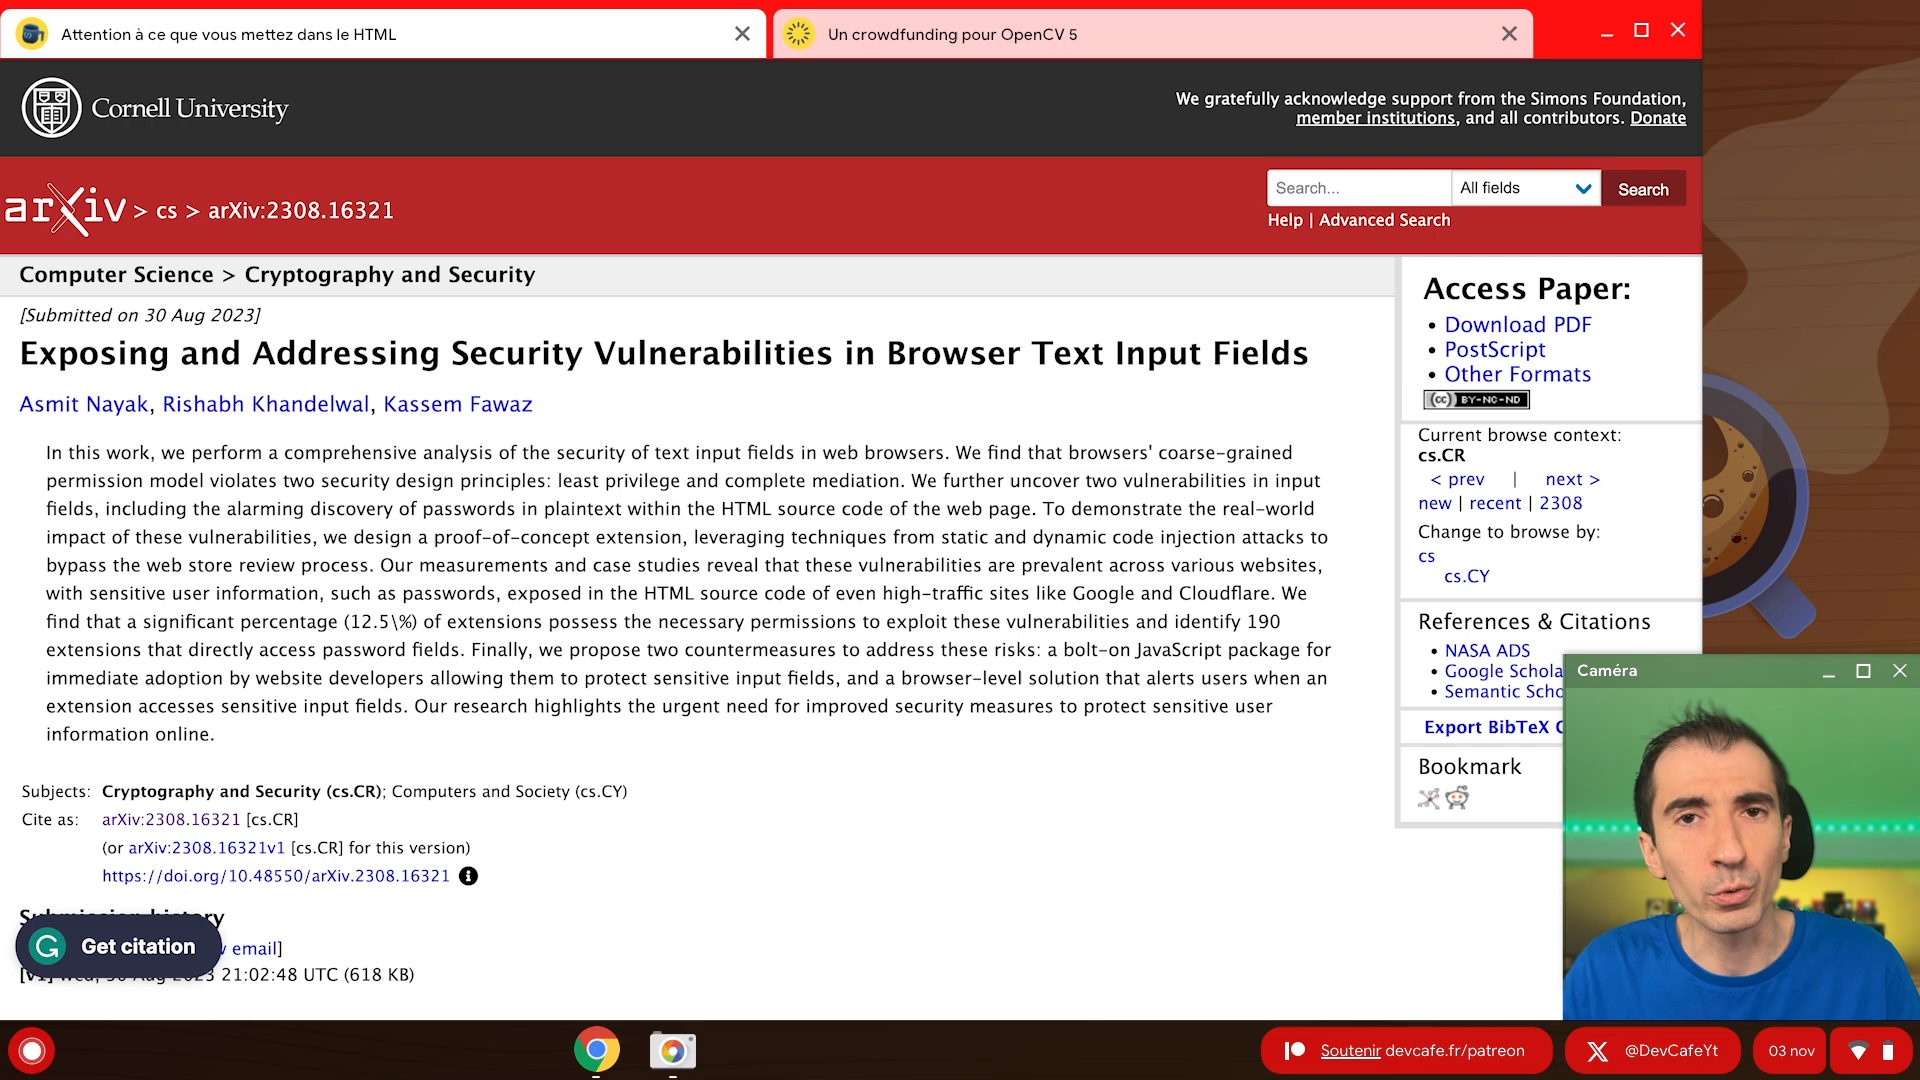 Attention à ce que vous mettez dans le HTML
Un crowdfunding pour OpenCV 5
Cornell University
We gratefully acknowledge support from the Simons Foundation,
member institutions, and all contributors. Donate
arXiv > cs > arXiv:2308.16321
Search...
All fields
Search
Help | Advanced Search
Computer Science > Cryptography and Security
[Submitted on 30 Aug 2023]
Exposing and Addressing Security Vulnerabilities in Browser Text Input Fields
Asmit Nayak, Rishabh Khandelwal, Kassem Fawaz
In this work, we perform a comprehensive analysis of the security of text input fields in web browsers. We find that browsers' coarse-grained
permission model violates two security design principles: least privilege and complete mediation. We further uncover two vulnerabilities in input
fields, including the alarming discovery of passwords in plaintext within the HTML source code of the web page. To demonstrate the real-world
impact of these vulnerabilities, we design a proof-of-concept extension, leveraging techniques from static and dynamic code injection attacks to
bypass the web store review process. Our measurements and case studies reveal that these vulnerabilities are prevalent across various websites,
with sensitive user information, such as passwords, exposed in the HTML source code of even high-traffic sites like Google and Cloudflare. We
find that a significant percentage (12.5\%) of extensions possess the necessary permissions to exploit these vulnerabilities and identify 190
extensions that directly access password fields. Finally, we propose two countermeasures to address these risks: a bolt-on JavaScript package for
immediate adoption by website developers allowing them to protect sensitive input fields, and a browser-level solution that alerts users when an
extension accesses sensitive input fields. Our research highlights the urgent need for improved security measures to protect sensitive user
information online.
Subjects: Cryptography and Security (cs.CR); Computers and Society (cs.CY)
Cite as: arXiv:2308.16321 [cs.CR]
(or arXiv:2308.16321v1 [cs.CR] for this version)
https://doi.org/10.48550/arXiv.2308.16321
Submission history
Get citation
email]
[v1] Wed, 30 Aug 2023 21:02:48 UTC (618 KB)
Access Paper:
• Download PDF
• PostScript
• Other Formats
(cc) BY-NC-ND
Current browse context:
cs.CR
< prev | next >
new | recent | 2308
Change to browse by:
cs
cs.CY
References & Citations
• NASA ADS
• Google Schola
• Semantic Scho
Export BibTeX C
Bookmark
Caméra
Soutenir devcafe.fr/patreon
@DevCafeYt
03 nov